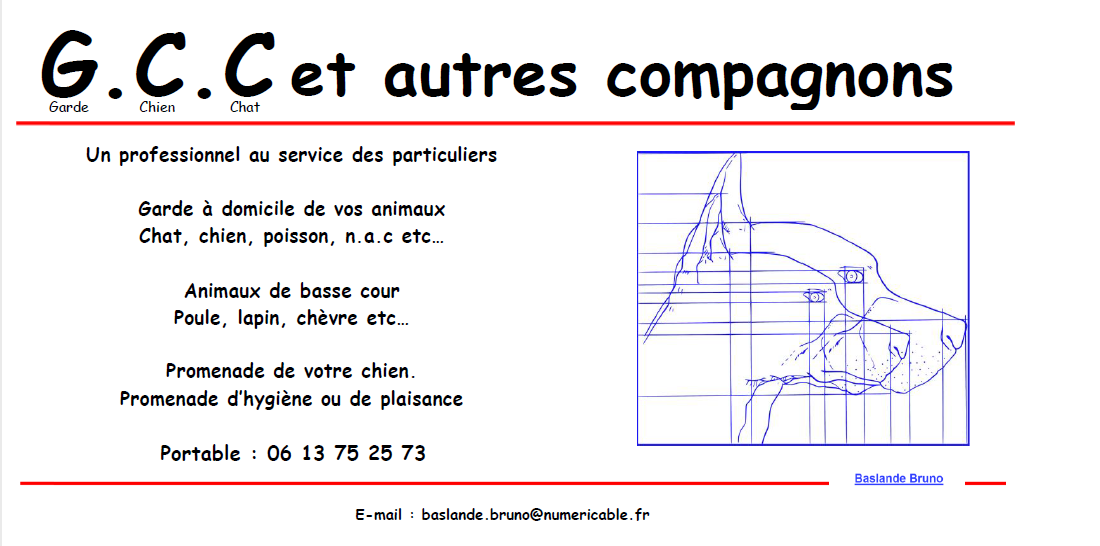 G.C.C et autres compagnons
Garde Chien Chat
Un professionnel au service des particuliers
Garde à domicile de vos animaux
Chat, chien, poisson, n.a.c etc...
Animaux de basse cour
Poule, lapin, chèvre etc...
Promenade de votre chien.
Promenade d'hygiène ou de plaisance
Portable : 06 13 75 25 73
Baslande Bruno
E-mail : baslande.bruno@numericable.fr